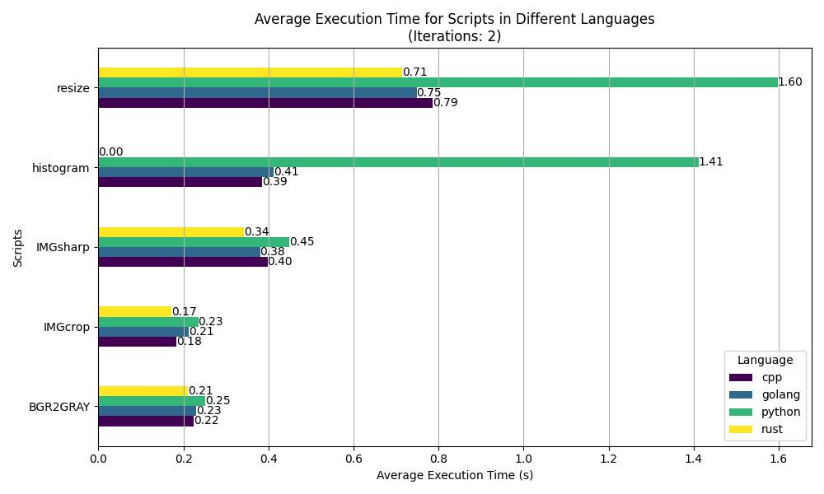 Average Execution Time for Scripts in Different Languages
(Iterations: 2)
resize
0.71
1.60
0.75
0.79
histogram
0.00
1.41
0.41
0.39
IMGsharp
0.34
0.45
0.38
0.40
IMGcrop
0.17
0.23
0.21
0.18
BGR2GRAY
0.21
0.25
0.23
0.22
Scripts
Language
cpp
golang
python
rust
0.0 0.2 0.4 0.6 0.8 1.0 1.2 1.4 1.6
Average Execution Time (s)